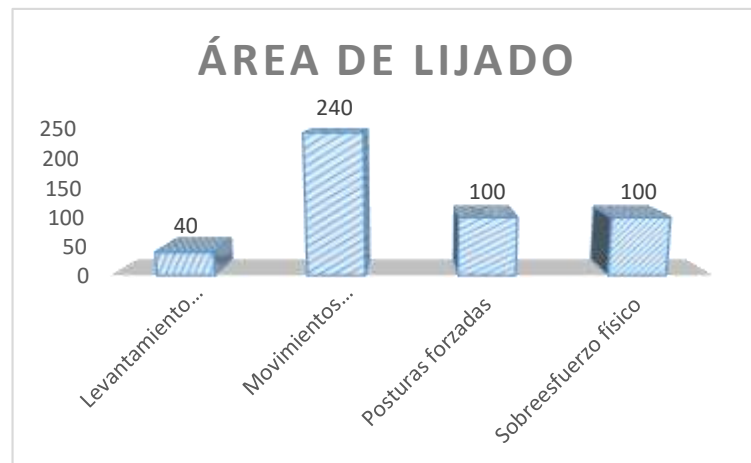 ÁREA DE LIJADO
240
250
200
150
100
50
0
40
100
100
Levantamiento...
Movimientos...
Posturas forzadas
Sobreesfuerzo físico